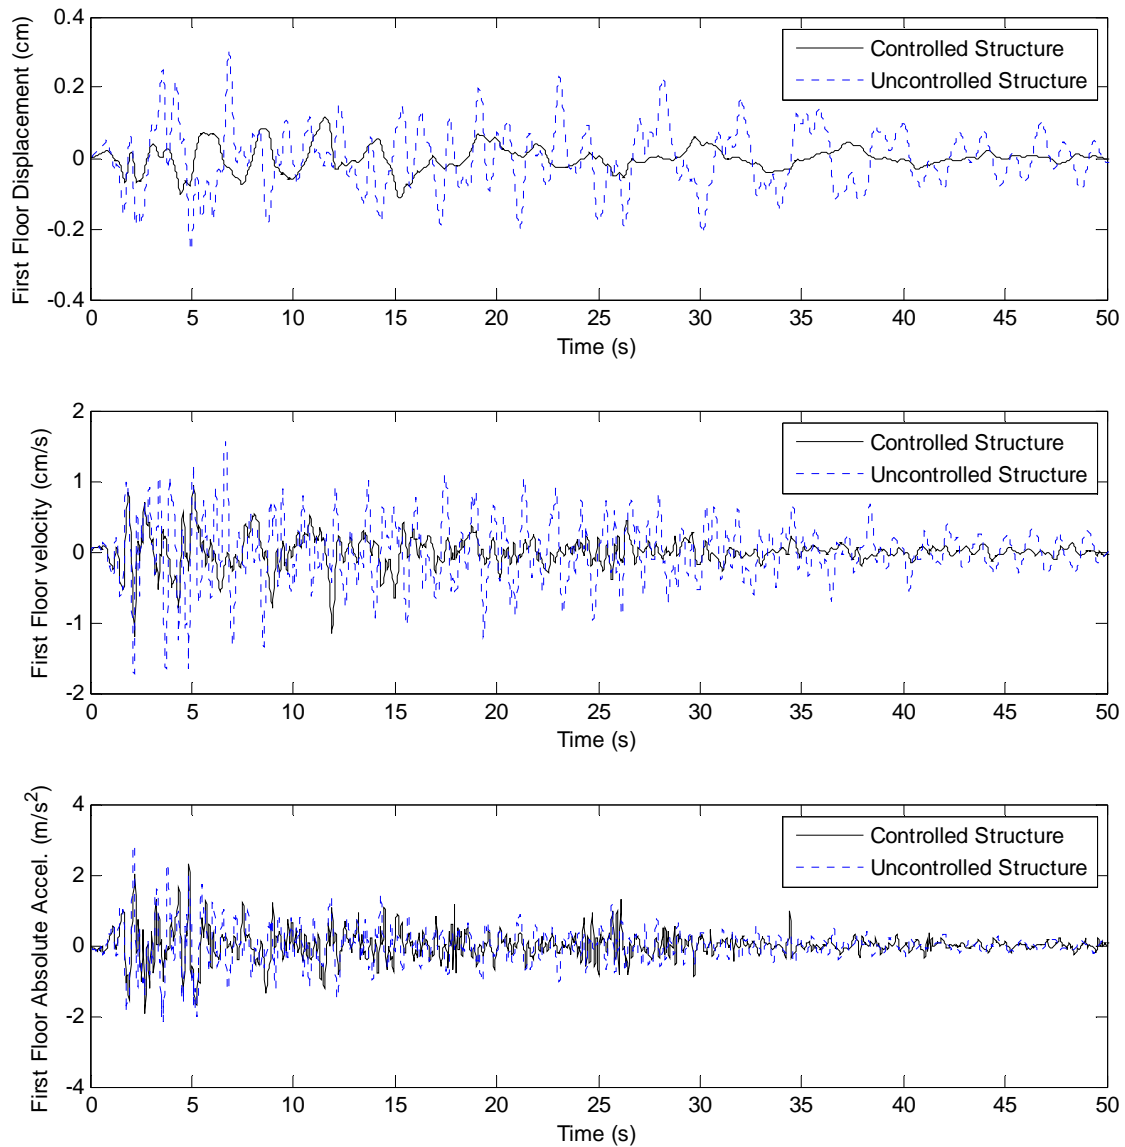 First Floor Displacement (cm)
0.4
0.2
0
-0.2
-0.4
Controlled Structure
Uncontrolled Structure
0 5 10 15 20 25 30 35 40 45 50
Time (s)
First Floor velocity (cm/s)
2
1
0
-1
-2
Controlled Structure
Uncontrolled Structure
0 5 10 15 20 25 30 35 40 45 50
Time (s)
First Floor Absolute Accel. (m/s²)
4
2
0
-2
-4
Controlled Structure
Uncontrolled Structure
0 5 10 15 20 25 30 35 40 45 50
Time (s)